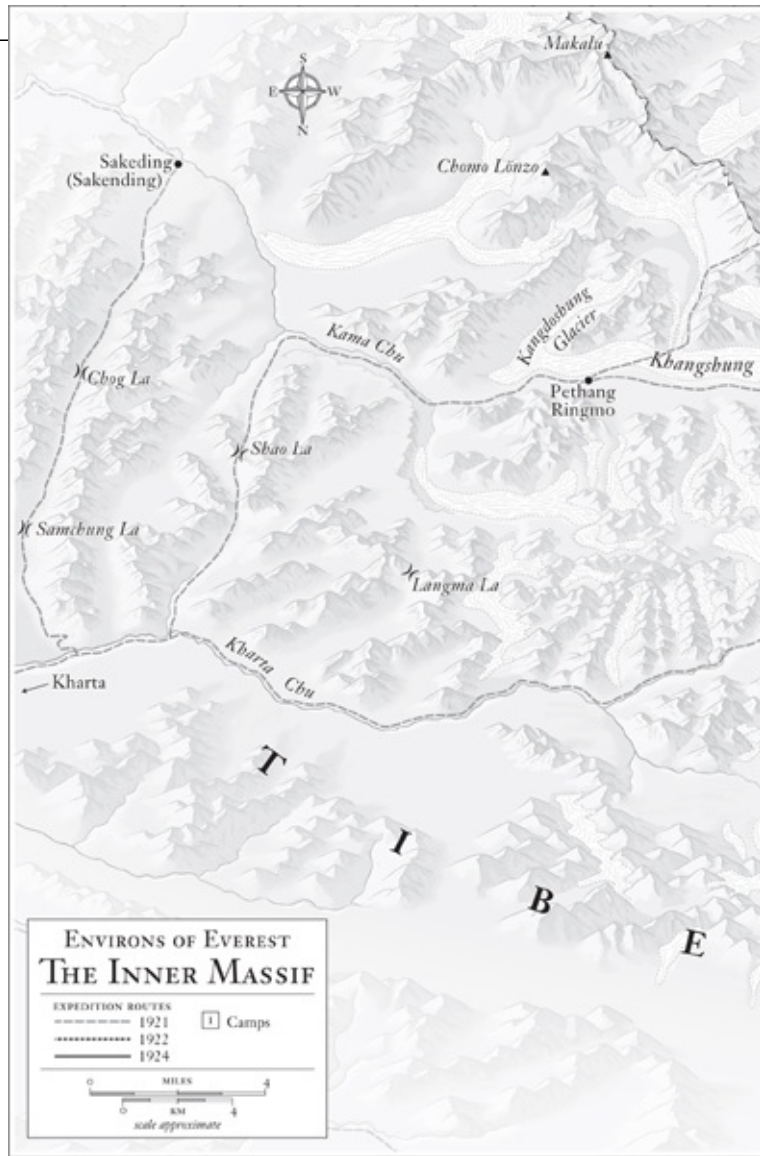 Makalu
S
E W
N
Sakeding
(Sakending)
Chomo Lönzo
Kama Chu
Kangdoshung
Glacier
Khangshung
Pethang
Ringmo
Chog La
Shao La
Samchung La
Langma La
Kharta Chu
Kharta
T I B E
ENVIRONS OF EVEREST
THE INNER MASSIF
EXPEDITION ROUTES
1921
1922
1924
1 Camps
0 MILES 4
0 KM 4
scale approximate